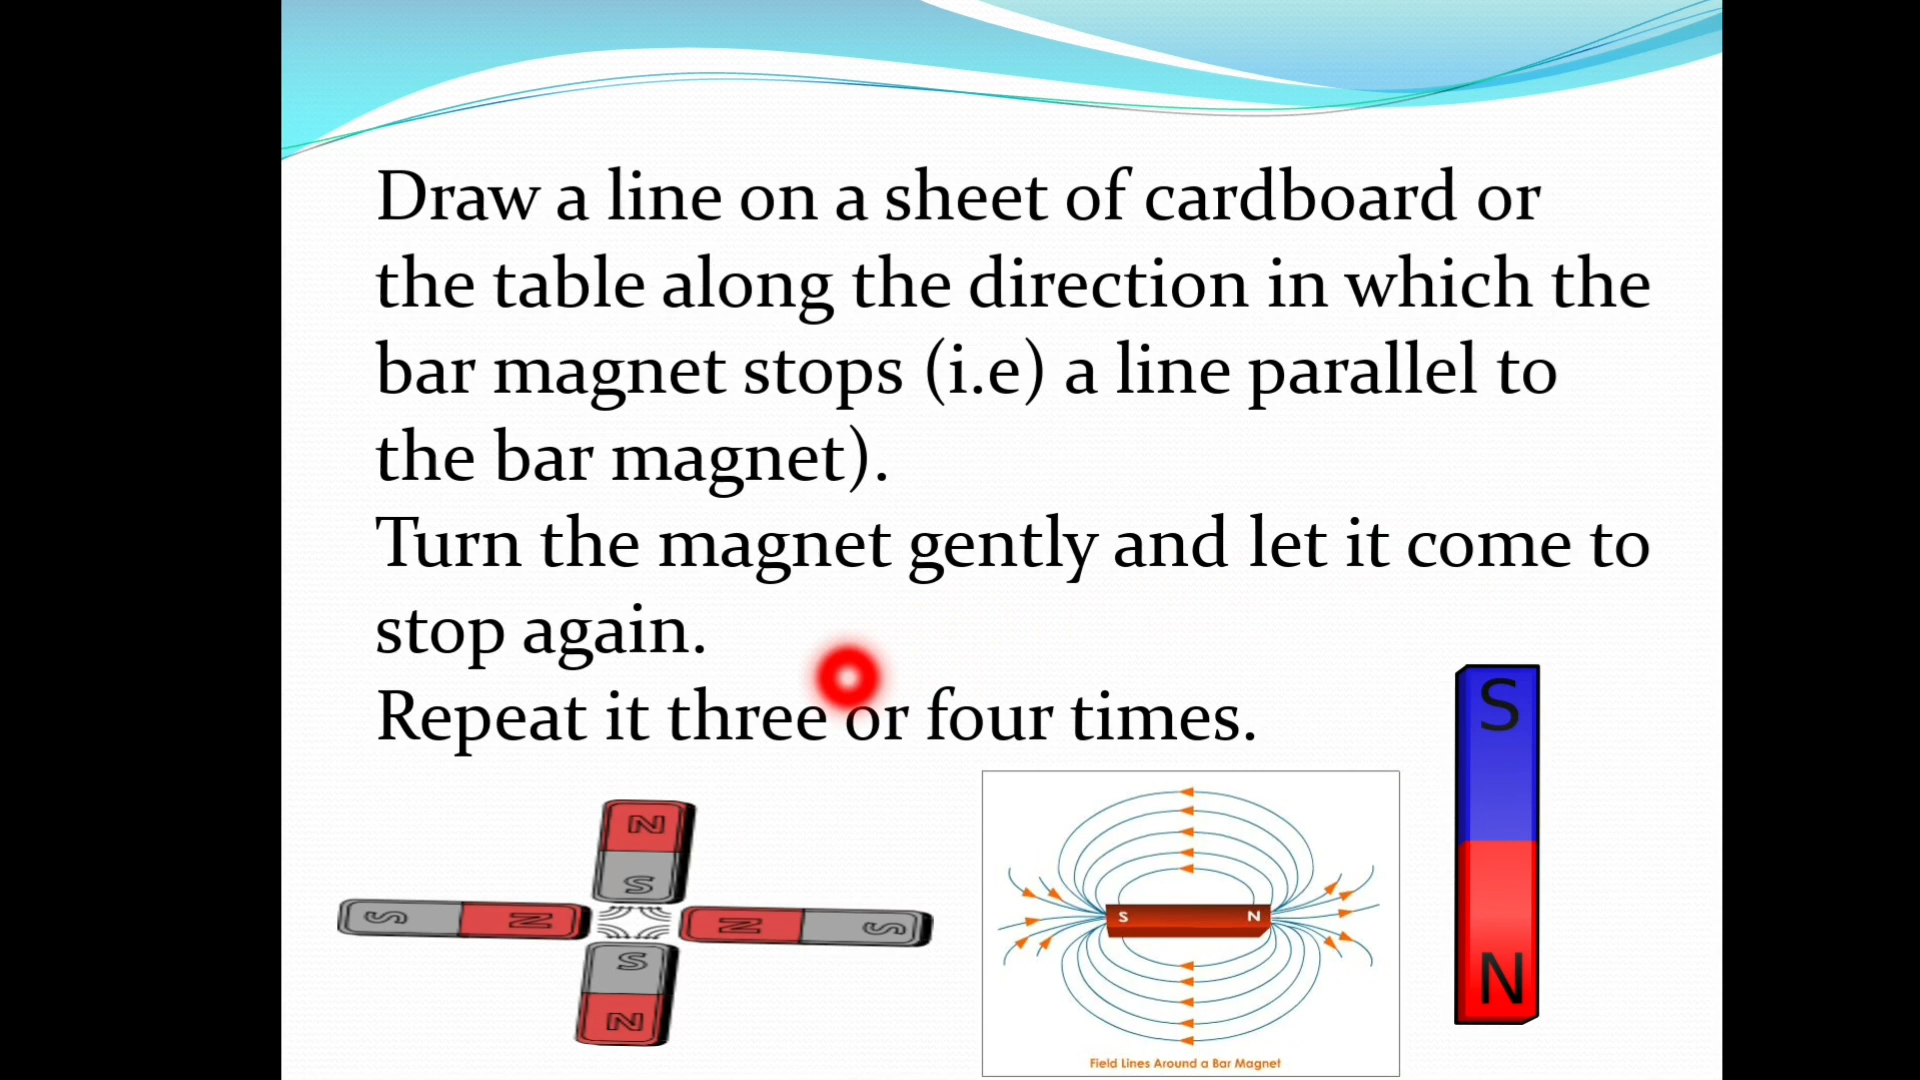 Draw a line on a sheet of cardboard or
the table along the direction in which the
bar magnet stops (i.e) a line parallel to
the bar magnet).
Turn the magnet gently and let it come to
stop again.
Repeat it three or four times.
N
S
S N
N S
S
N
S N
Field Lines Around a Bar Magnet
S
N